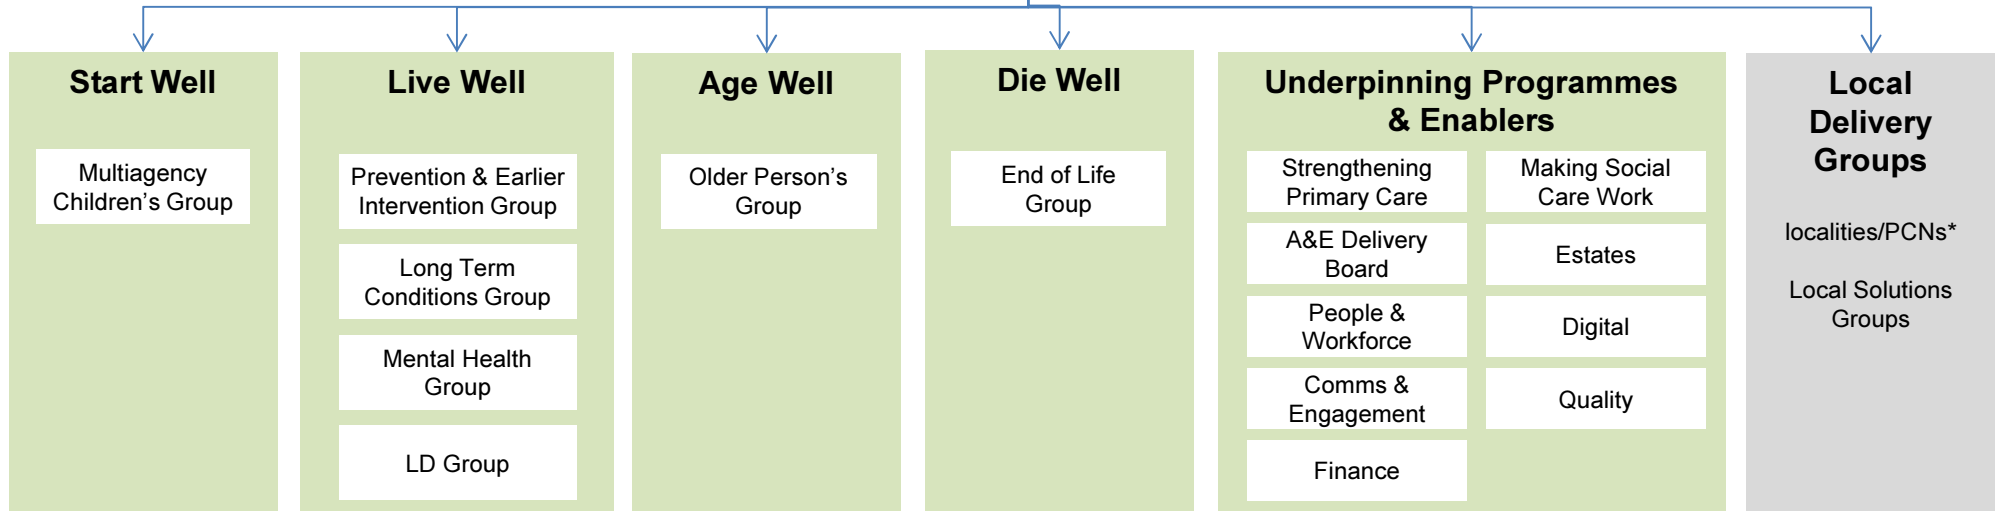 Start Well
Multiagency
Children's Group
Live Well
Prevention & Earlier
Intervention Group
Long Term
Conditions Group
Mental Health
Group
LD Group
Age Well
Older Person's
Group
Die Well
End of Life
Group
Underpinning Programmes
& Enablers
Strengthening
Primary Care
Making Social
Care Work
A&E Delivery
Board
Estates
People &
Workforce
Digital
Comms &
Engagement
Quality
Finance
Local
Delivery
Groups
localities/PCNs*
Local Solutions
Groups